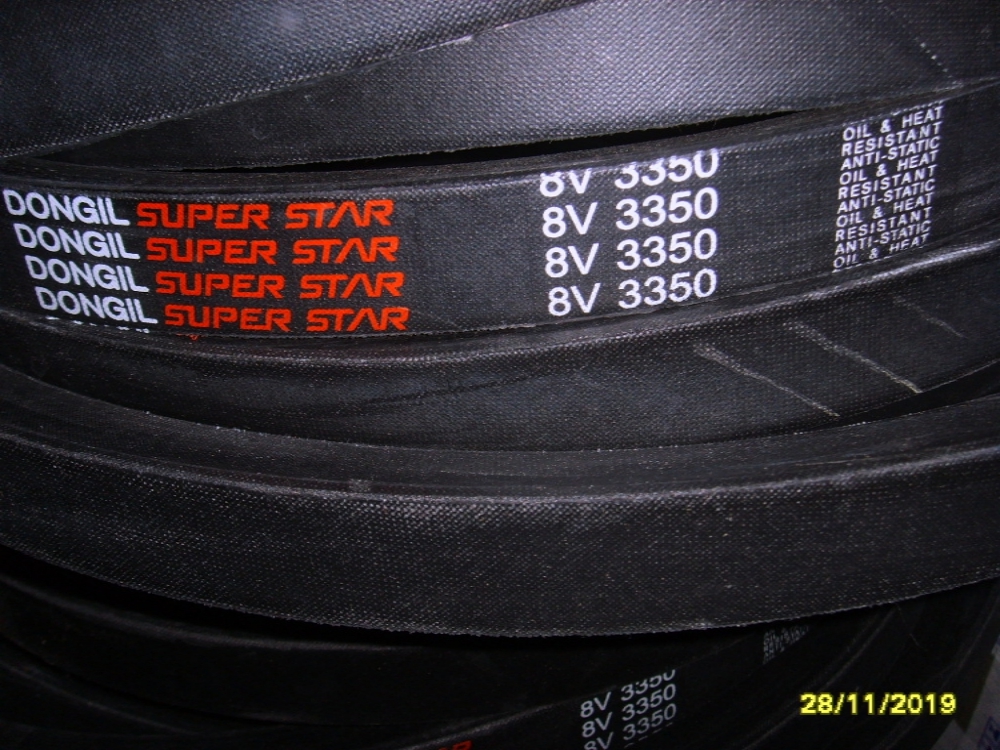 DONGIL SUPER STAR 8V 3350
DONGIL SUPER STAR 8V 3350
DONGIL SUPER STAR 8V 3350
DONGIL SUPER STAR 8V 3350
OIL & HEAT
RESISTANT
ANTI-STATIC
OIL & HEAT
RESISTANT
ANTI-STATIC
OIL & HEAT
RESISTANT
ANTI-STATIC
OIL & HEAT
8V 3350
8V 3350
8V 3350
28/11/2019